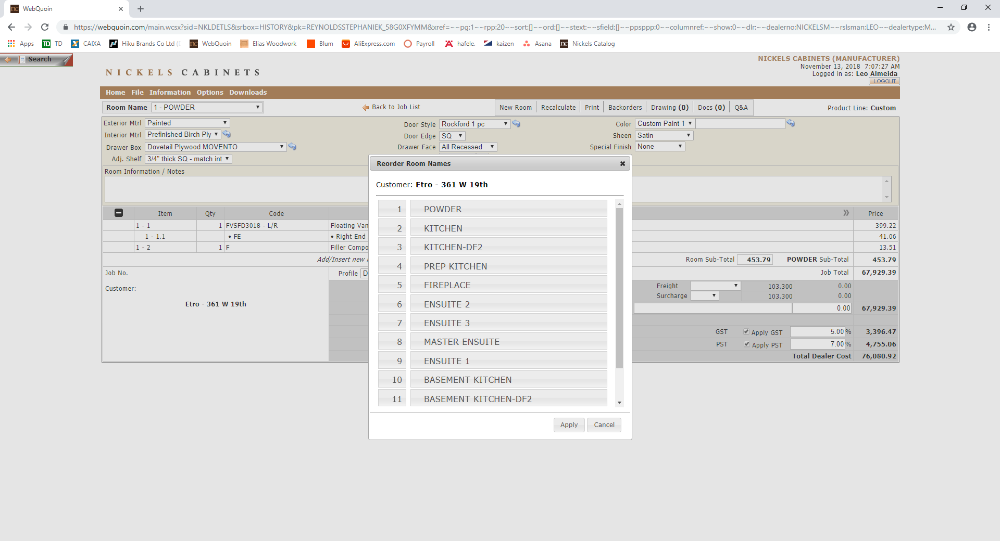 WebQuoin
https://webquoin.com/main.wcsx?sid=NKLDETLS&srbox=HISTORY&pk=REYNOLDSSTEPHANIEK_58G0XFYMM&xref=~~pg:1~~rpp:20~~sort:[]~~ord:[]~~stext:~~sfield:[]~~ppsppp:0~~columnref:~~show:0~~dlr:~~dealerno:NICKELSM~~rslsman:LEO~~dealertype:M...
Apps TD CAIXA Hiku Brands Co Ltd WebQuoin Elias Woodwork Blum AliExpress.com Payroll hafele. kaizen Asana Nickels Catalog
Search
NICKELS CABINETS
NICKELS CABINETS (MANUFACTURER)
November 13, 2018 7:07:27 AM
Logged in as: Leo Almeida
LOGOUT
Home File Information Options Downloads
Room Name 1 - POWDER Back to Job List New Room Recalculate Print Backorders Drawing (0) Docs (0) Q&A Product Line: Custom
Exterior Mtrl Painted Door Style Rockford 1 pc Color Custom Paint 1
Interior Mtrl Prefinished Birch Ply Door Edge SQ Sheen Satin
Drawer Box Dovetail Plywood MOVENTO Drawer Face All Recessed Special Finish None
Adj. Shelf 3/4" thick SQ - match int
Room Information / Notes
Item Qty Code Price
1 - 1 1 FVSFD3018 - L/R Floating Van 399.22
1 - 1.1 • FE • Right End 41.06
1 - 2 1 F Filler Compo 13.51
Add/Insert new Room Sub-Total 453.79 POWDER Sub-Total 453.79
Job No. Profile D Job Total 67,929.39
Customer: Freight 103.300 0.00
Surcharge 103.300 0.00
Etro - 361 W 19th 0.00 67,929.39
GST Apply GST 5.00 % 3,396.47
PST Apply PST 7.00 % 4,755.06
Total Dealer Cost 76,080.92
Reorder Room Names
Customer: Etro - 361 W 19th
1 POWDER
2 KITCHEN
3 KITCHEN-DF2
4 PREP KITCHEN
5 FIREPLACE
6 ENSUITE 2
7 ENSUITE 3
8 MASTER ENSUITE
9 ENSUITE 1
10 BASEMENT KITCHEN
11 BASEMENT KITCHEN-DF2
Apply Cancel